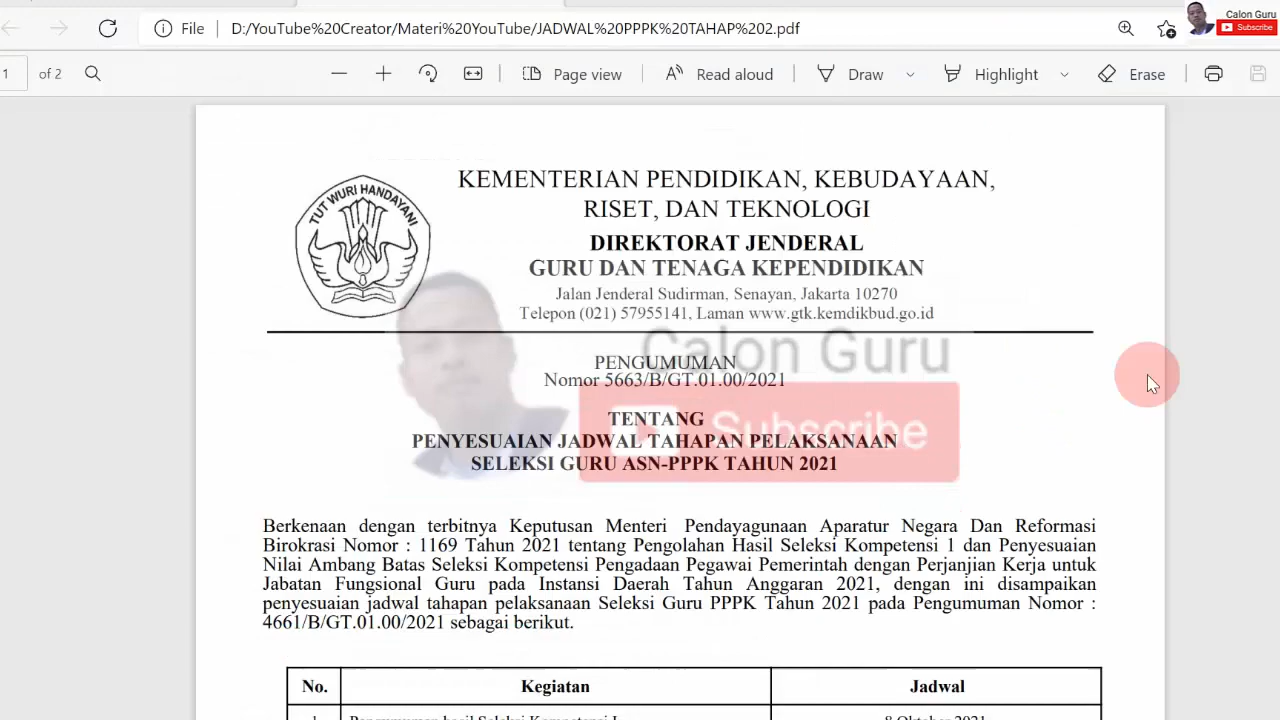 File
D:/YouTube%20Creator/Materi%20YouTube/JADWAL%20PPPK%20TAHAP%202.pdf
Calon Guru
Subscribe
1 of 2
Page view
Read aloud
Draw
Highlight
Erase
TUT WURI HANDAYANI
KEMENTERIAN PENDIDIKAN, KEBUDAYAAN,
RISET, DAN TEKNOLOGI
DIREKTORAT JENDERAL
GURU DAN TENAGA KEPENDIDIKAN
Jalan Jenderal Sudirman, Senayan, Jakarta 10270
Telepon (021) 57955141, Laman www.gtk.kemdikbud.go.id
Calon Guru
PENGUMUMAN
Nomor 5663/B/GT.01.00/2021
Subscribe
TENTANG
PENYESUAIAN JADWAL TAHAPAN PELAKSANAAN
SELEKSI GURU ASN-PPPK TAHUN 2021
Berkenaan dengan terbitnya Keputusan Menteri Pendayagunaan Aparatur Negara Dan Reformasi
Birokrasi Nomor : 1169 Tahun 2021 tentang Pengolahan Hasil Seleksi Kompetensi 1 dan Penyesuaian
Nilai Ambang Batas Seleksi Kompetensi Pengadaan Pegawai Pemerintah dengan Perjanjian Kerja untuk
Jabatan Fungsional Guru pada Instansi Daerah Tahun Anggaran 2021, dengan ini disampaikan
penyesuaian jadwal tahapan pelaksanaan Seleksi Guru PPPK Tahun 2021 pada Pengumuman Nomor :
4661/B/GT.01.00/2021 sebagai berikut.
No. Kegiatan Jadwal
Pengumuman hasil Seleksi Kompetensi I 8 Oktober 2021